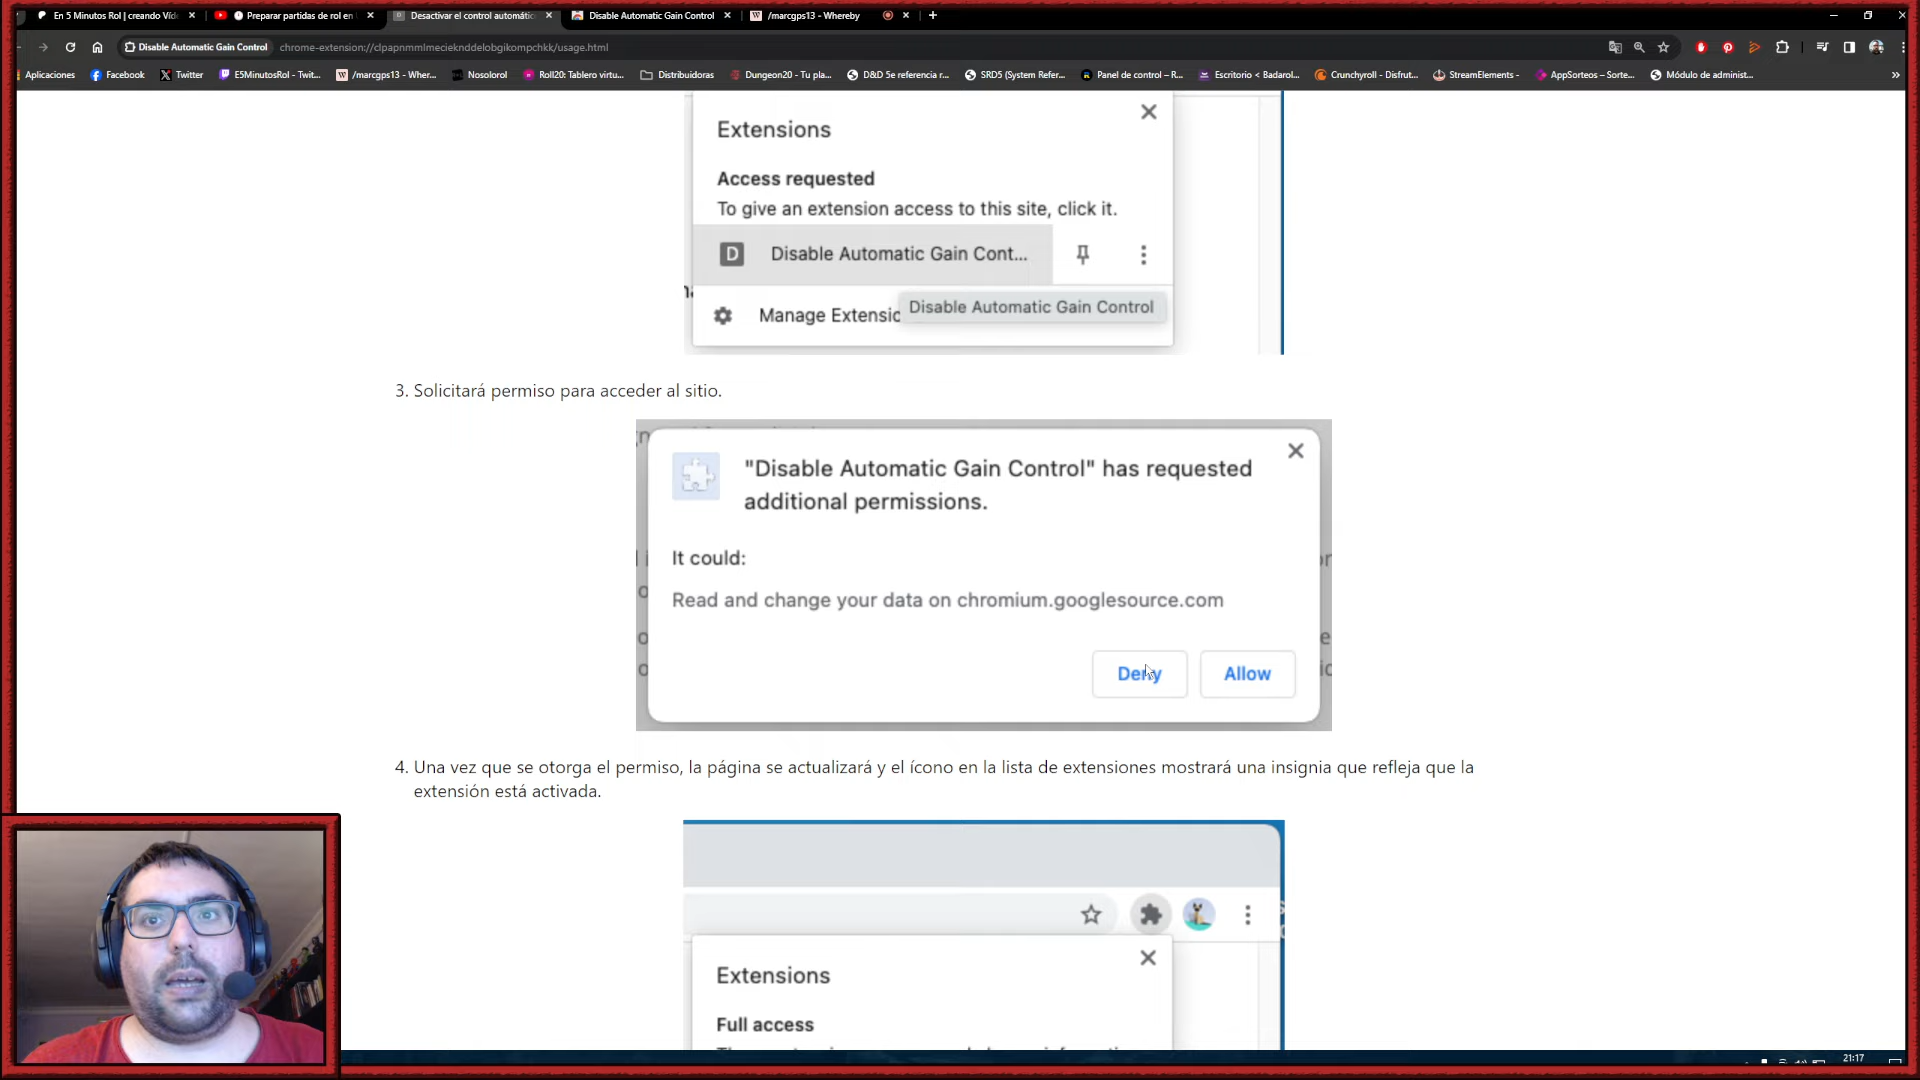 En 5 Minutos Rol | creando Víde
Preparar partidas de rol en
Desactivar el control automátic
Disable Automatic Gain Control
/marcgps13 - Whereby
Disable Automatic Gain Control
chrome-extension://clpapnmmlmecieknddelobgikompchkk/usage.html
Aplicaciones
Facebook
Twitter
E5MinutosRol - Twit...
/marcgps13 - Wher...
Nosolorol
Roll20: Tablero virtu...
Distribuidoras
Dungeon20 - Tu pla...
D&D 5e referencia r...
SRD5 (System Refer...
Panel de control – R...
Escritorio < Badarol...
Crunchyroll - Disfrut...
StreamElements -
AppSorteos – Sorte...
Módulo de administ...
Extensions
Access requested
To give an extension access to this site, click it.
D
Disable Automatic Gain Cont...
Manage Extensio
Disable Automatic Gain Control
3. Solicitará permiso para acceder al sitio.
"Disable Automatic Gain Control" has requested
additional permissions.
It could:
Read and change your data on chromium.googlesource.com
Deny
Allow
4. Una vez que se otorga el permiso, la página se actualizará y el ícono en la lista de extensiones mostrará una insignia que refleja que la
extensión está activada.
Extensions
Full access
21:17